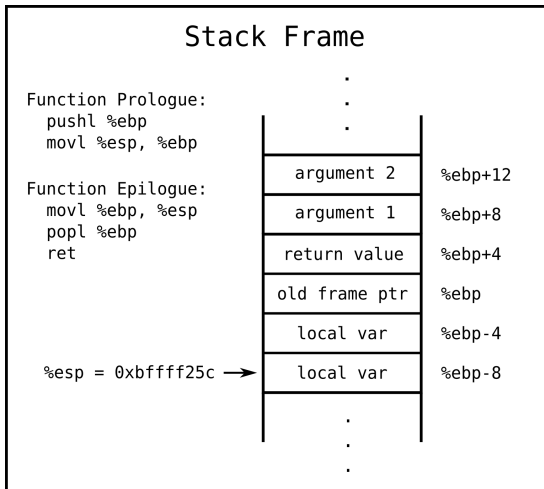 Stack Frame
Function Prologue:
pushl %ebp
movl %esp, %ebp
Function Epilogue:
movl %ebp, %esp
popl %ebp
ret
argument 2 %ebp+12
argument 1 %ebp+8
return value %ebp+4
old frame ptr %ebp
local var %ebp-4
%esp = 0xbffff25c local var %ebp-8